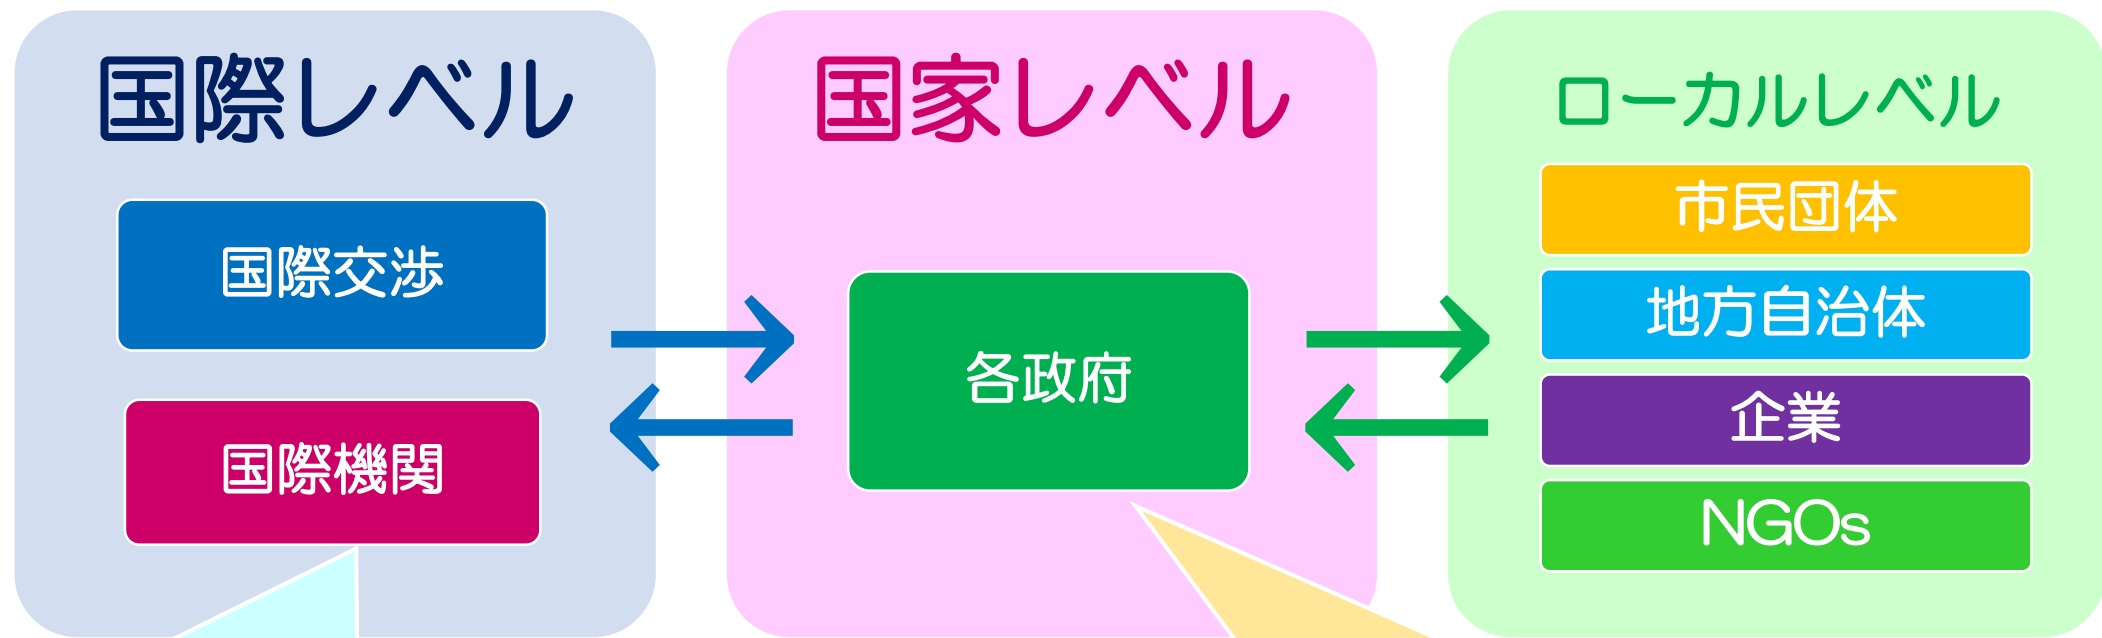 国際レベル
国際交渉
国際機関
国家レベル
各政府
ローカルレベル
市民団体
地方自治体
企業
NGOs